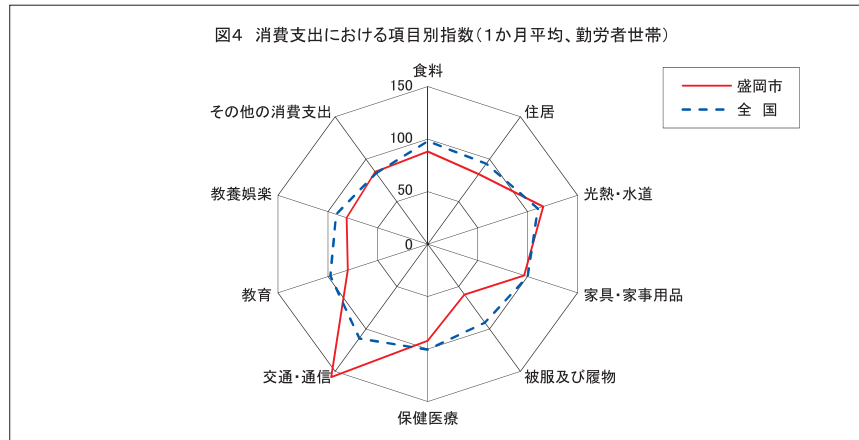 図4 消費支出における項目別指数(1か月平均、勤労者世帯)
盛岡市
全 国
食料
住居
光熱・水道
家具・家事用品
被服及び履物
保健医療
交通・通信
教育
教養娯楽
その他の消費支出
150
100
50
0